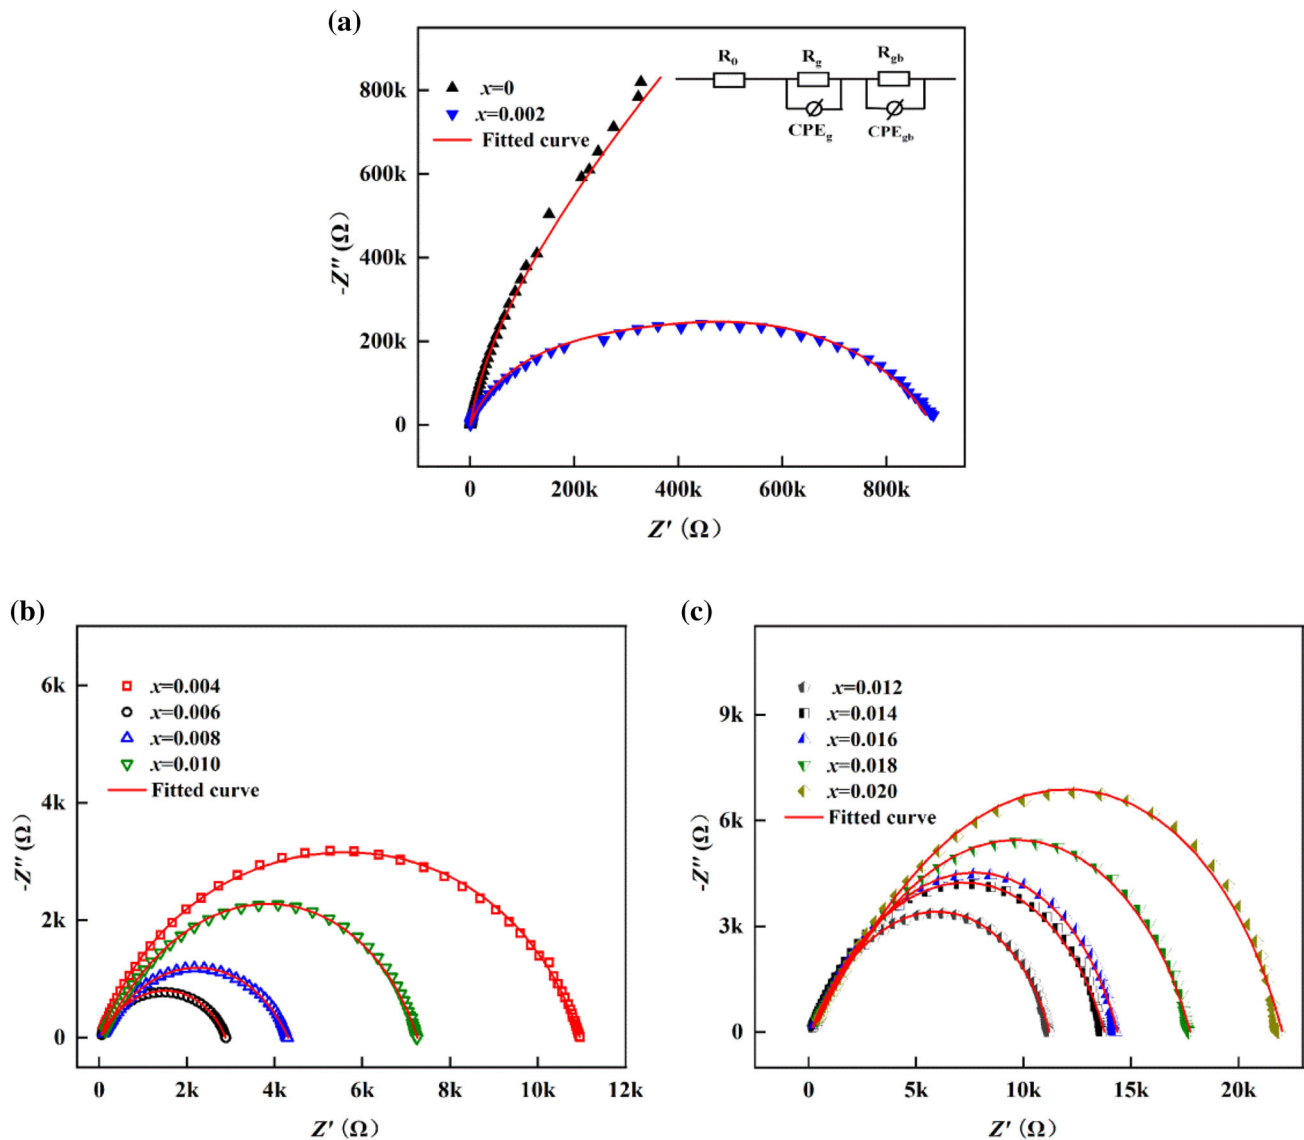 (a)
x=0
x=0.002
Fitted curve
R0
Rg
Rgb
CPEg
CPEgb
800k
600k
400k
200k
0
-Z″ (Ω)
0 200k 400k 600k 800k
Z′ (Ω)
(b)
x=0.004
x=0.006
x=0.008
x=0.010
Fitted curve
6k
4k
2k
0
-Z″ (Ω)
0 2k 4k 6k 8k 10k 12k
Z′ (Ω)
(c)
x=0.012
x=0.014
x=0.016
x=0.018
x=0.020
Fitted curve
9k
6k
3k
0
-Z″ (Ω)
0 5k 10k 15k 20k
Z′ (Ω)